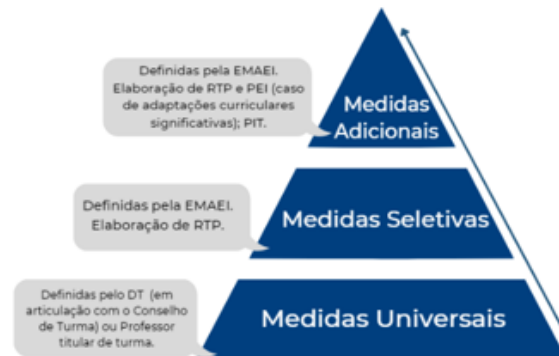 Definidas pela EMAEI.
Elaboração de RTP e PEI (caso
de adaptações curriculares
significativas); PIT.
Medidas
Adicionais
Definidas pela EMAEI.
Elaboração de RTP.
Medidas Seletivas
Definidas pelo DT (em
articulação com o Conselho
de Turma) ou Professor
titular de turma.
Medidas Universais